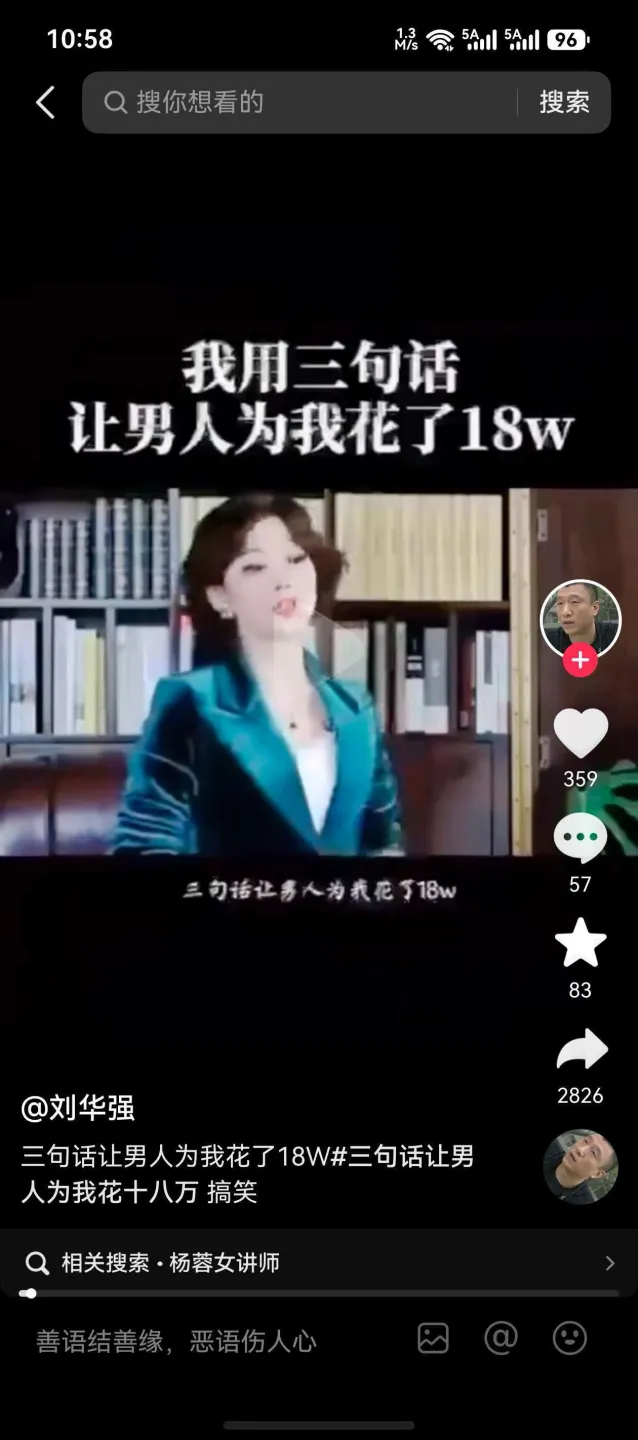 10:58
1.3 M/s 5A 5A 96
搜你想看的 搜索
我用三句话
让男人为我花了18w
三句话让男人为我花了18w
359
57
83
2826
@刘华强
三句话让男人为我花了18W#三句话让男
人为我花十八万 搞笑
相关搜索·杨蓉女讲师
善语结善缘，恶语伤人心